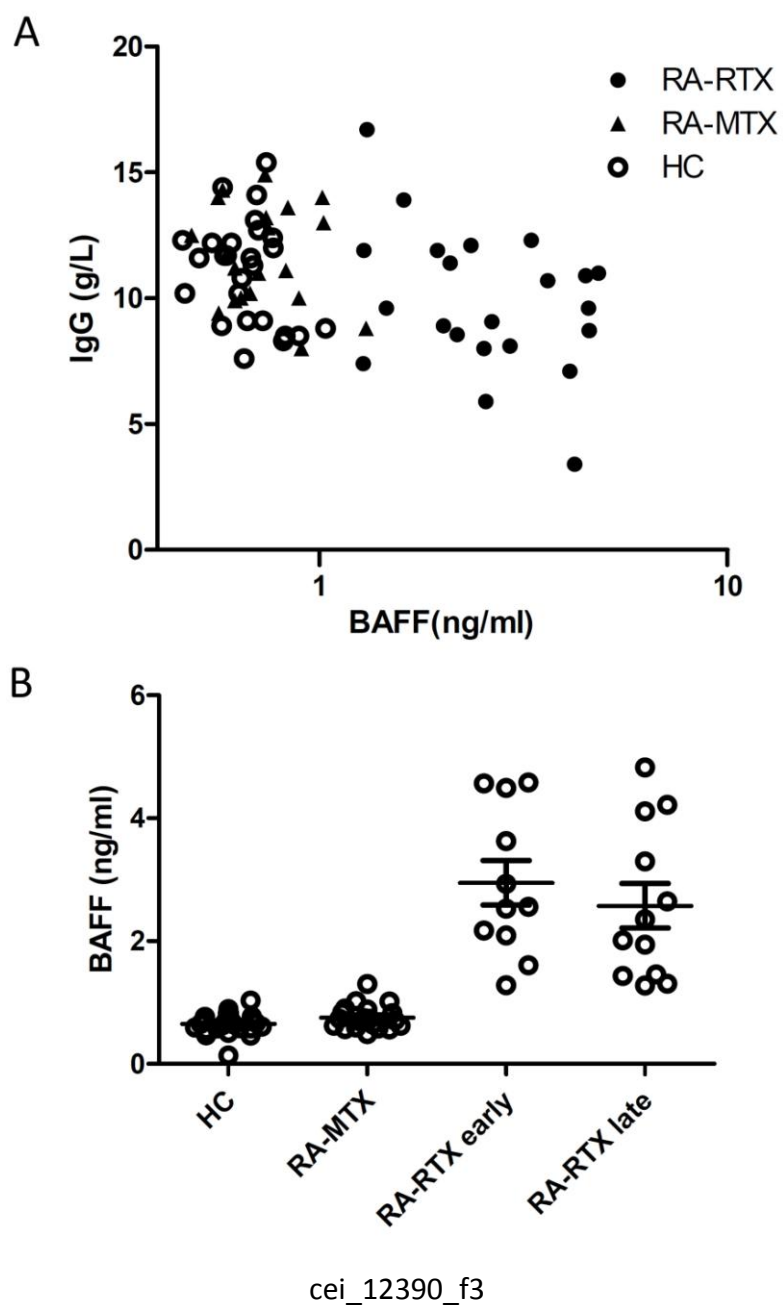 A
20
15
10
5
0
IgG (g/L)
RA-RTX
RA-MTX
HC
1
10
BAFF(ng/ml)
B
6
4
2
0
BAFF (ng/ml)
HC
RA-MTX
RA-RTX early
RA-RTX late
cei_12390_f3